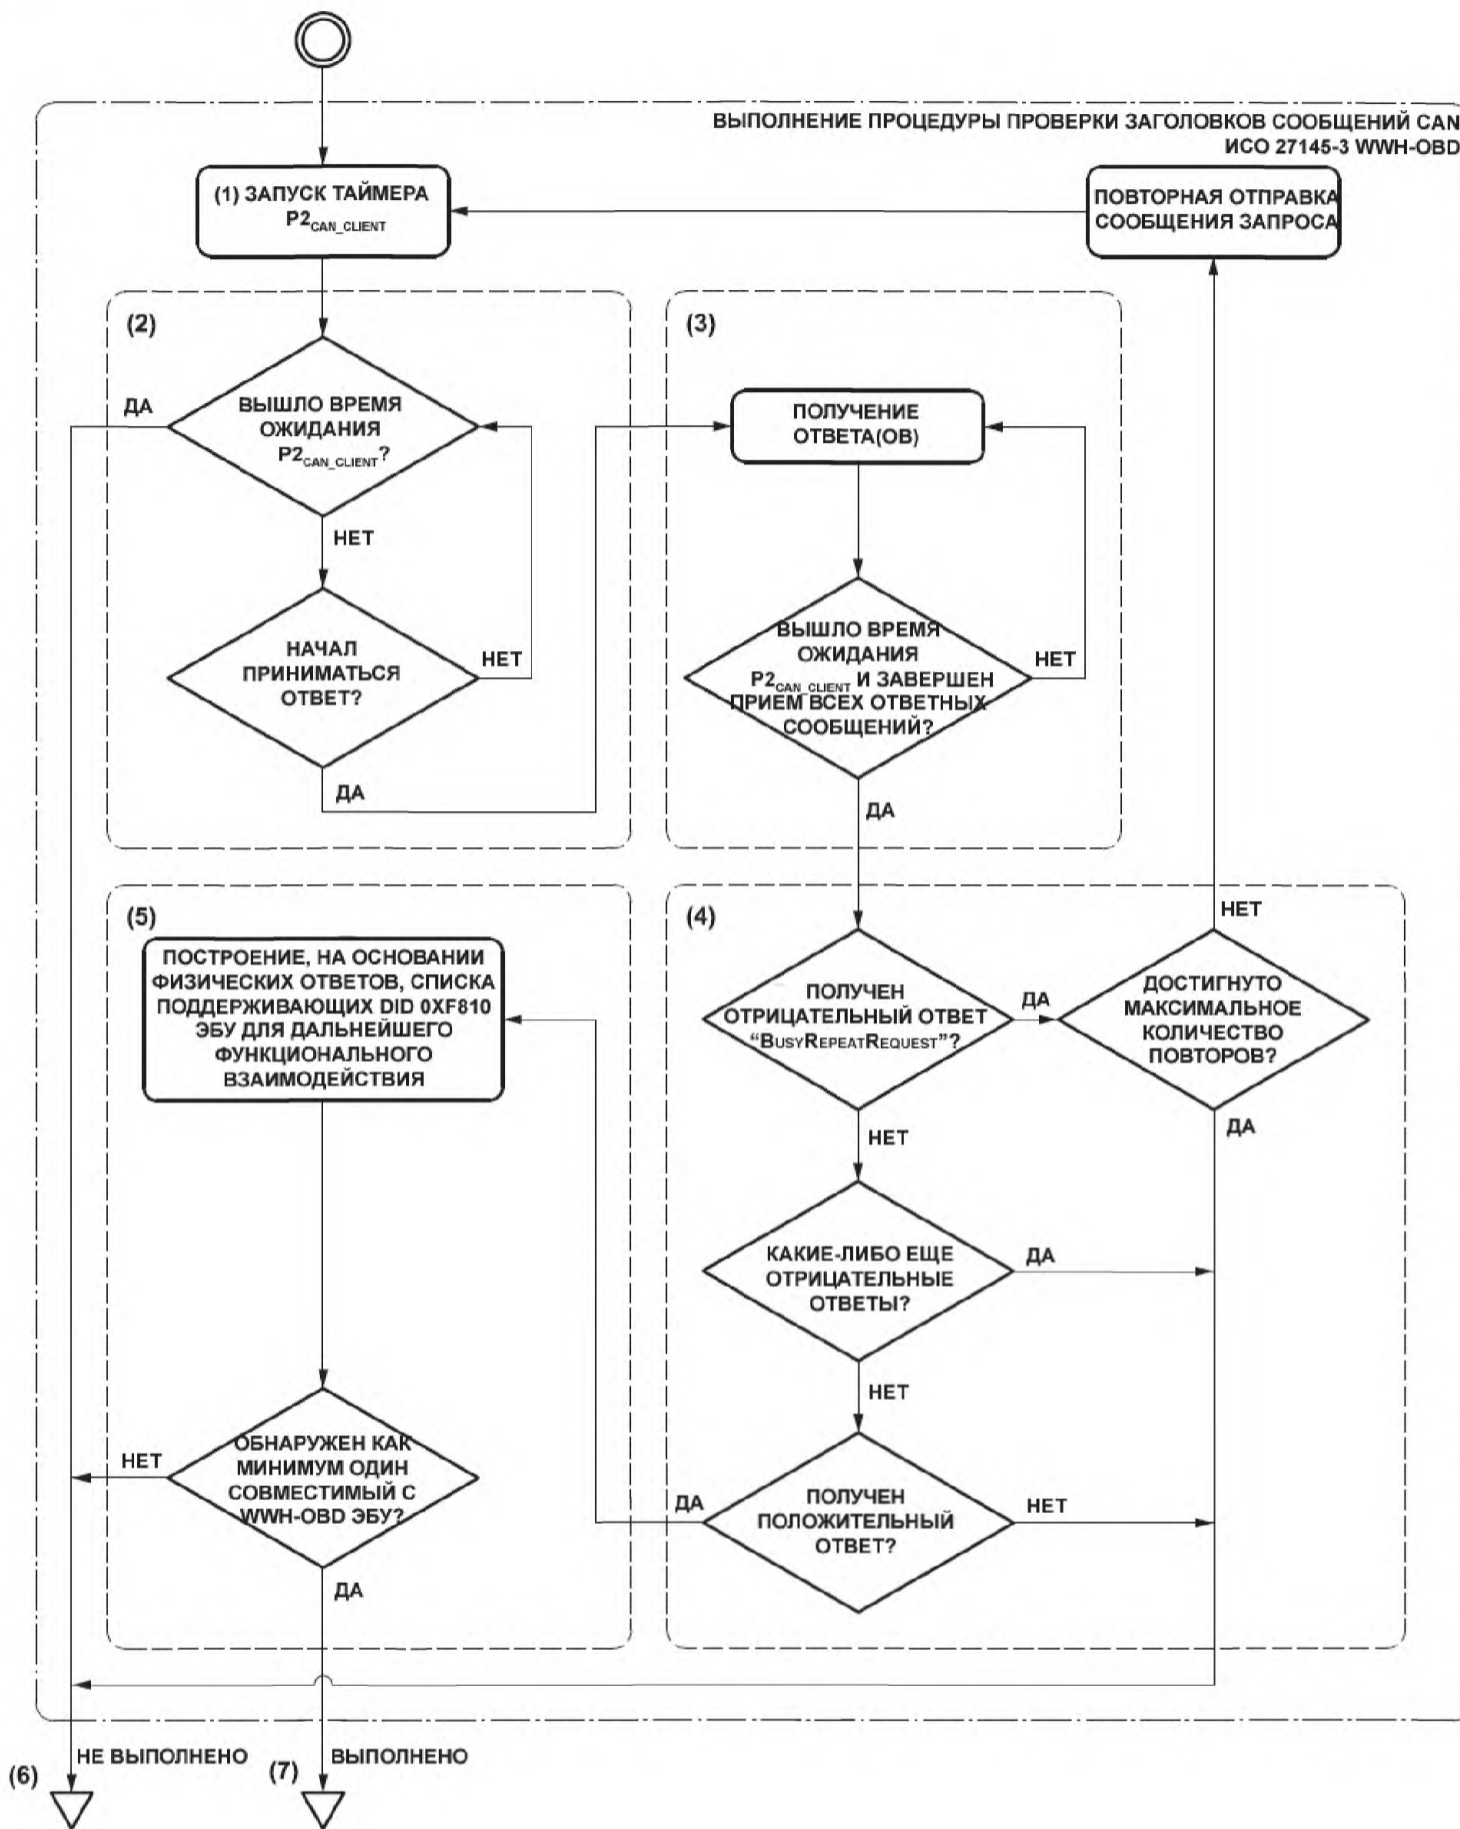 ВЫПОЛНЕНИЕ ПРОЦЕДУРЫ ПРОВЕРКИ ЗАГОЛОВКОВ СООБЩЕНИЙ CAN
ИСО 27145-3 WWH-OBD
(1) ЗАПУСК ТАЙМЕРА
P2CAN_CLIENT
ПОВТОРНАЯ ОТПРАВКА
СООБЩЕНИЯ ЗАПРОСА
(2)
ДА
ВЫШЛО ВРЕМЯ
ОЖИДАНИЯ
P2CAN_CLIENT?
НЕТ
НАЧАЛ
ПРИНИМАТЬСЯ
ОТВЕТ?
НЕТ
ДА
(3)
ПОЛУЧЕНИЕ
ОТВЕТА(ОВ)
ВЫШЛО ВРЕМЯ
ОЖИДАНИЯ
P2CAN_CLIENT И ЗАВЕРШЕН
ПРИЕМ ВСЕХ ОТВЕТНЫХ
СООБЩЕНИЙ?
НЕТ
ДА
(4)
ПОЛУЧЕН
ОТРИЦАТЕЛЬНЫЙ ОТВЕТ
“BUSYREPEATREQUEST”?
ДА
НЕТ
ДОСТИГНУТО
МАКСИМАЛЬНОЕ
КОЛИЧЕСТВО
ПОВТОРОВ?
НЕТ
ДА
КАКИЕ-ЛИБО ЕЩЕ
ОТРИЦАТЕЛЬНЫЕ
ОТВЕТЫ?
ДА
НЕТ
ПОЛУЧЕН
ПОЛОЖИТЕЛЬНЫЙ
ОТВЕТ?
ДА
НЕТ
(5)
ПОСТРОЕНИЕ, НА ОСНОВАНИИ
ФИЗИЧЕСКИХ ОТВЕТОВ, СПИСКА
ПОДДЕРЖИВАЮЩИХ DID 0XF810
ЭБУ ДЛЯ ДАЛЬНЕЙШЕГО
ФУНКЦИОНАЛЬНОГО
ВЗАИМОДЕЙСТВИЯ
ОБНАРУЖЕН КАК
МИНИМУМ ОДИН
СОВМЕСТИМЫЙ С
WWH-OBD ЭБУ?
НЕТ
ДА
(6)
НЕ ВЫПОЛНЕНО
(7)
ВЫПОЛНЕНО